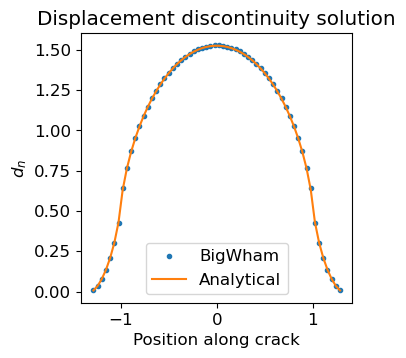 Displacement discontinuity solution
1.50
1.25
1.00
0.75
0.50
0.25
0.00
d_n
BigWham
Analytical
−1
0
1
Position along crack